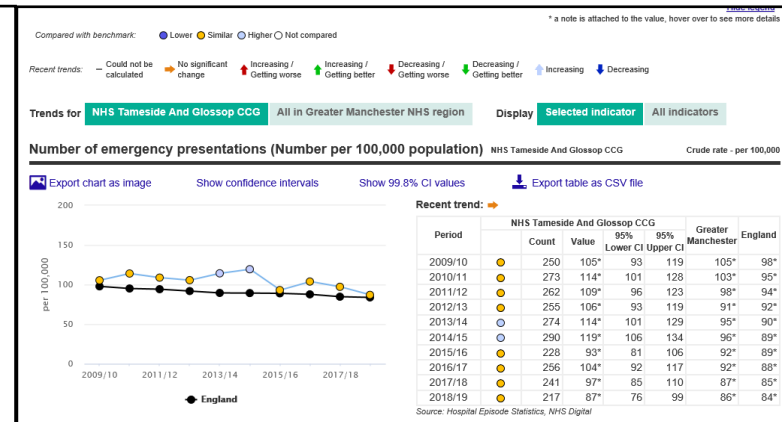 Hide legend
* a note is attached to the value, hover over to see more details
Compared with benchmark: Lower Similar Higher Not compared
Recent trends: – Could not be calculated No significant change Increasing / Getting worse Increasing / Getting better Decreasing / Getting worse Decreasing / Getting better Increasing Decreasing
Trends for NHS Tameside And Glossop CCG All in Greater Manchester NHS region Display Selected indicator All indicators
Number of emergency presentations (Number per 100,000 population) NHS Tameside And Glossop CCG Crude rate - per 100,000
Export chart as image Show confidence intervals Show 99.8% CI values Export table as CSV file
200
150
100
50
0
per 100,000
2009/10 2011/12 2013/14 2015/16 2017/18
England
Recent trend:
Period NHS Tameside And Glossop CCG Greater Manchester England
Count Value 95% Lower CI 95% Upper CI
2009/10 250 105* 93 119 105* 98*
2010/11 273 114* 101 128 103* 95*
2011/12 262 109* 96 123 98* 94*
2012/13 255 106* 93 119 91* 92*
2013/14 274 114* 101 129 95* 90*
2014/15 290 119* 106 134 96* 89*
2015/16 228 93* 81 106 92* 89*
2016/17 256 104* 92 117 92* 88*
2017/18 241 97* 85 110 87* 85*
2018/19 217 87* 76 99 86* 84*
Source: Hospital Episode Statistics, NHS Digital